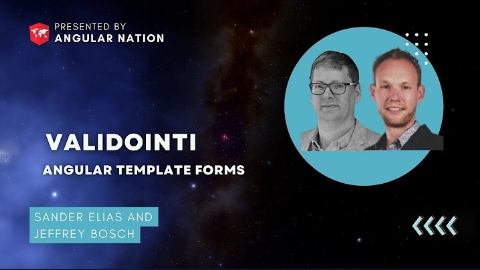 PRESENTED BY
ANGULAR NATION
VALIDOINTI
ANGULAR TEMPLATE FORMS
SANDER ELIAS AND
JEFFREY BOSCH